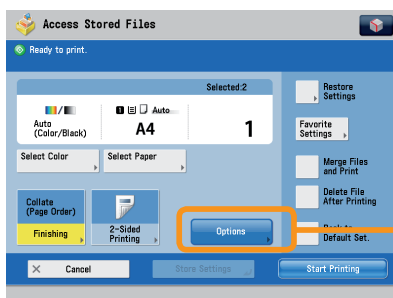 Access Stored Files
Ready to print.
Selected:2
Auto
(Color/Black)
1 Auto
A4
1
Select Color
Select Paper
Collate
(Page Order)
Finishing
2-Sided
Printing
Options
Restore
Settings
Favorite
Settings
Merge Files
and Print
Delete File
After Printing
Default Set.
Cancel
Store Settings
Start Printing